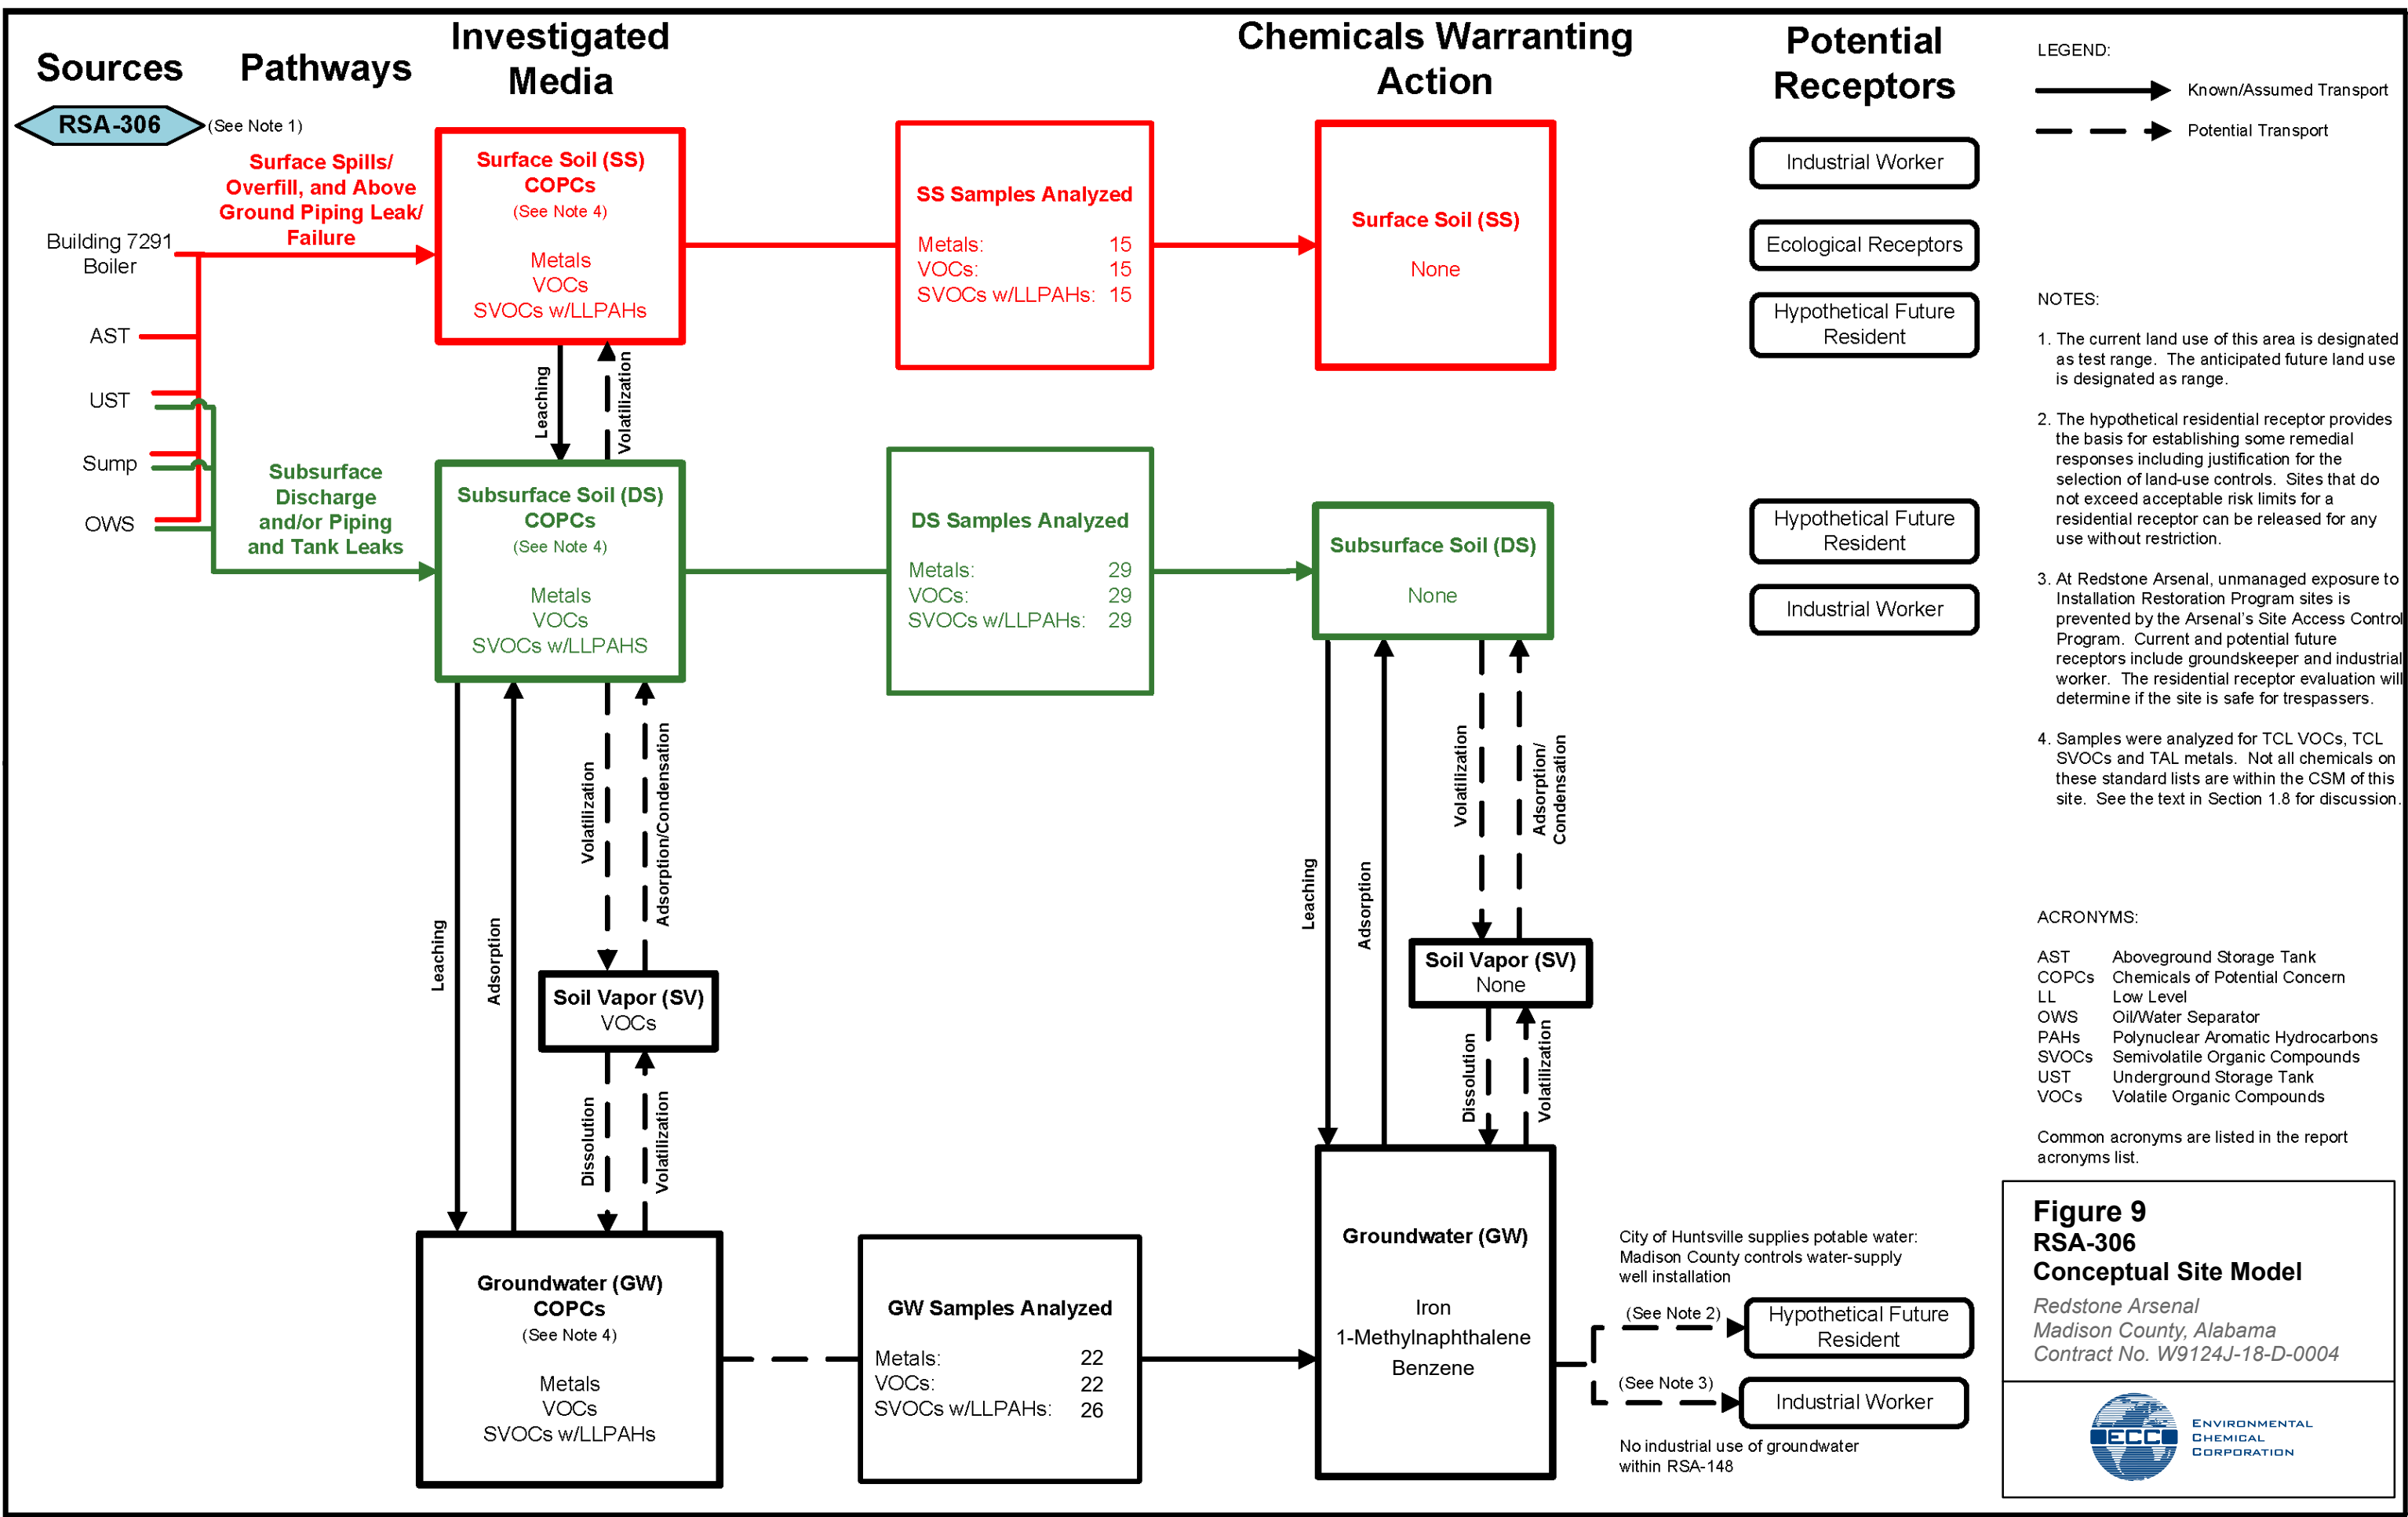 Sources
Pathways
Investigated
Media
Chemicals Warranting
Action
Potential
Receptors
RSA-306
(See Note 1)
Building 7291
Boiler
AST
UST
Sump
OWS
Surface Spills/
Overfill, and Above
Ground Piping Leak/
Failure
Subsurface
Discharge
and/or Piping
and Tank Leaks
Surface Soil (SS)
COPCs
(See Note 4)
Metals
VOCs
SVOCs w/LLPAHs
SS Samples Analyzed
Metals: 15
VOCs: 15
SVOCs w/LLPAHs: 15
Surface Soil (SS)
None
Industrial Worker
Ecological Receptors
Hypothetical Future
Resident
Leaching
Volatilization
Subsurface Soil (DS)
COPCs
(See Note 4)
Metals
VOCs
SVOCs w/LLPAHS
DS Samples Analyzed
Metals: 29
VOCs: 29
SVOCs w/LLPAHs: 29
Subsurface Soil (DS)
None
Hypothetical Future
Resident
Industrial Worker
Leaching
Adsorption
Volatilization
Adsorption/Condensation
Soil Vapor (SV)
VOCs
Dissolution
Volatilization
Leaching
Adsorption
Volatilization
Adsorption/
Condensation
Soil Vapor (SV)
None
Dissolution
Volatilization
Groundwater (GW)
COPCs
(See Note 4)
Metals
VOCs
SVOCs w/LLPAHs
GW Samples Analyzed
Metals: 22
VOCs: 22
SVOCs w/LLPAHs: 26
Groundwater (GW)
Iron
1-Methylnaphthalene
Benzene
City of Huntsville supplies potable water:
Madison County controls water-supply
well installation
(See Note 2)
Hypothetical Future
Resident
(See Note 3)
Industrial Worker
No industrial use of groundwater
within RSA-148
LEGEND:
Known/Assumed Transport
Potential Transport
NOTES:
1. The current land use of this area is designated
as test range. The anticipated future land use
is designated as range.
2. The hypothetical residential receptor provides
the basis for establishing some remedial
responses including justification for the
selection of land-use controls. Sites that do
not exceed acceptable risk limits for a
residential receptor can be released for any
use without restriction.
3. At Redstone Arsenal, unmanaged exposure to
Installation Restoration Program sites is
prevented by the Arsenal's Site Access Control
Program. Current and potential future
receptors include groundskeeper and industrial
worker. The residential receptor evaluation will
determine if the site is safe for trespassers.
4. Samples were analyzed for TCL VOCs, TCL
SVOCs and TAL metals. Not all chemicals on
these standard lists are within the CSM of this
site. See the text in Section 1.8 for discussion.
ACRONYMS:
AST Aboveground Storage Tank
COPCs Chemicals of Potential Concern
LL Low Level
OWS Oil/Water Separator
PAHs Polynuclear Aromatic Hydrocarbons
SVOCs Semivolatile Organic Compounds
UST Underground Storage Tank
VOCs Volatile Organic Compounds
Common acronyms are listed in the report
acronyms list.
Figure 9
RSA-306
Conceptual Site Model
Redstone Arsenal
Madison County, Alabama
Contract No. W9124J-18-D-0004
ECC
ENVIRONMENTAL
CHEMICAL
CORPORATION